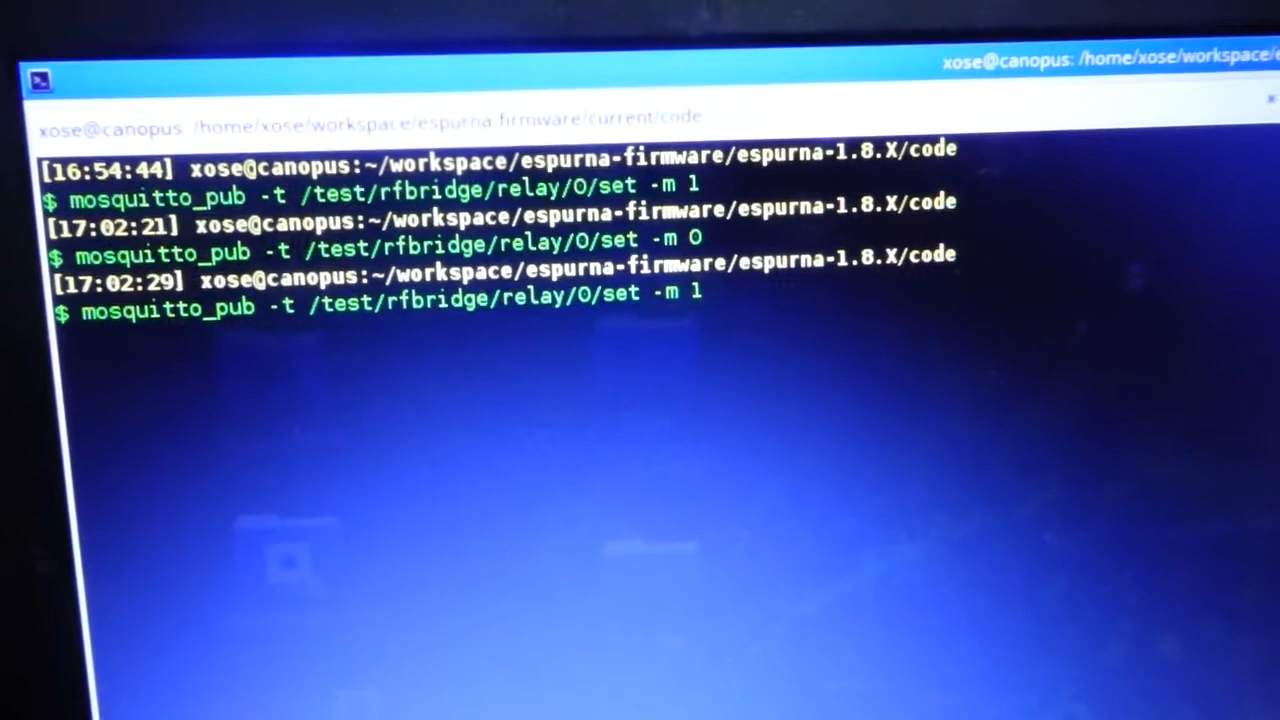 xose@canopus: /home/xose/workspace/e
xose@canopus /home/xose/workspace/espurna firmware/current/code
[16:54:44] xose@canopus:~/workspace/espurna-firmware/espurna-1.8.X/code
$ mosquitto_pub -t /test/rfbridge/relay/0/set -m 1
[17:02:21] xose@canopus:~/workspace/espurna-firmware/espurna-1.8.X/code
$ mosquitto_pub -t /test/rfbridge/relay/0/set -m 0
[17:02:29] xose@canopus:~/workspace/espurna-firmware/espurna-1.8.X/code
$ mosquitto_pub -t /test/rfbridge/relay/0/set -m 1